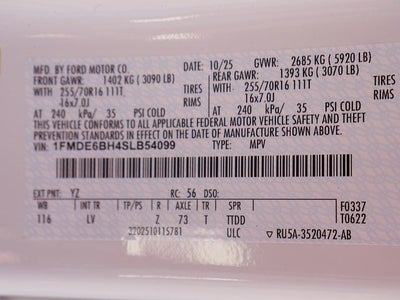 MFD. BY FORD MOTOR CO. 10/25 GVWR: 2685 KG (5920 LB)
FRONT GAWR: 1402 KG (3090 LB) REAR GAWR: 1393 KG (3070 LB)
WITH 255/70R16 111T TIRES WITH 255/70R16 111T TIRES
16x7.0J RIMS 16x7.0J RIMS
AT 240 kPa/ 35 PSI COLD AT 240 kPa/ 35 PSI COLD
THIS VEHICLE CONFORMS TO ALL APPLICABLE FEDERAL MOTOR VEHICLE SAFETY AND THEFT
PREVENTION STANDARDS IN EFFECT ON THE DATE OF MANUFACTURE SHOWN ABOVE.
VIN: 1FMDE6BH4SLB54099 TYPE: MPV
EXT PNT: YZ RC: 56 DSO:
WB INT TR TP/PS R AXLE TR SPR F0337
116 LV Z 73 T TTDD T0622
2202510115781 ULC ▽ RU5A-3520472-AB